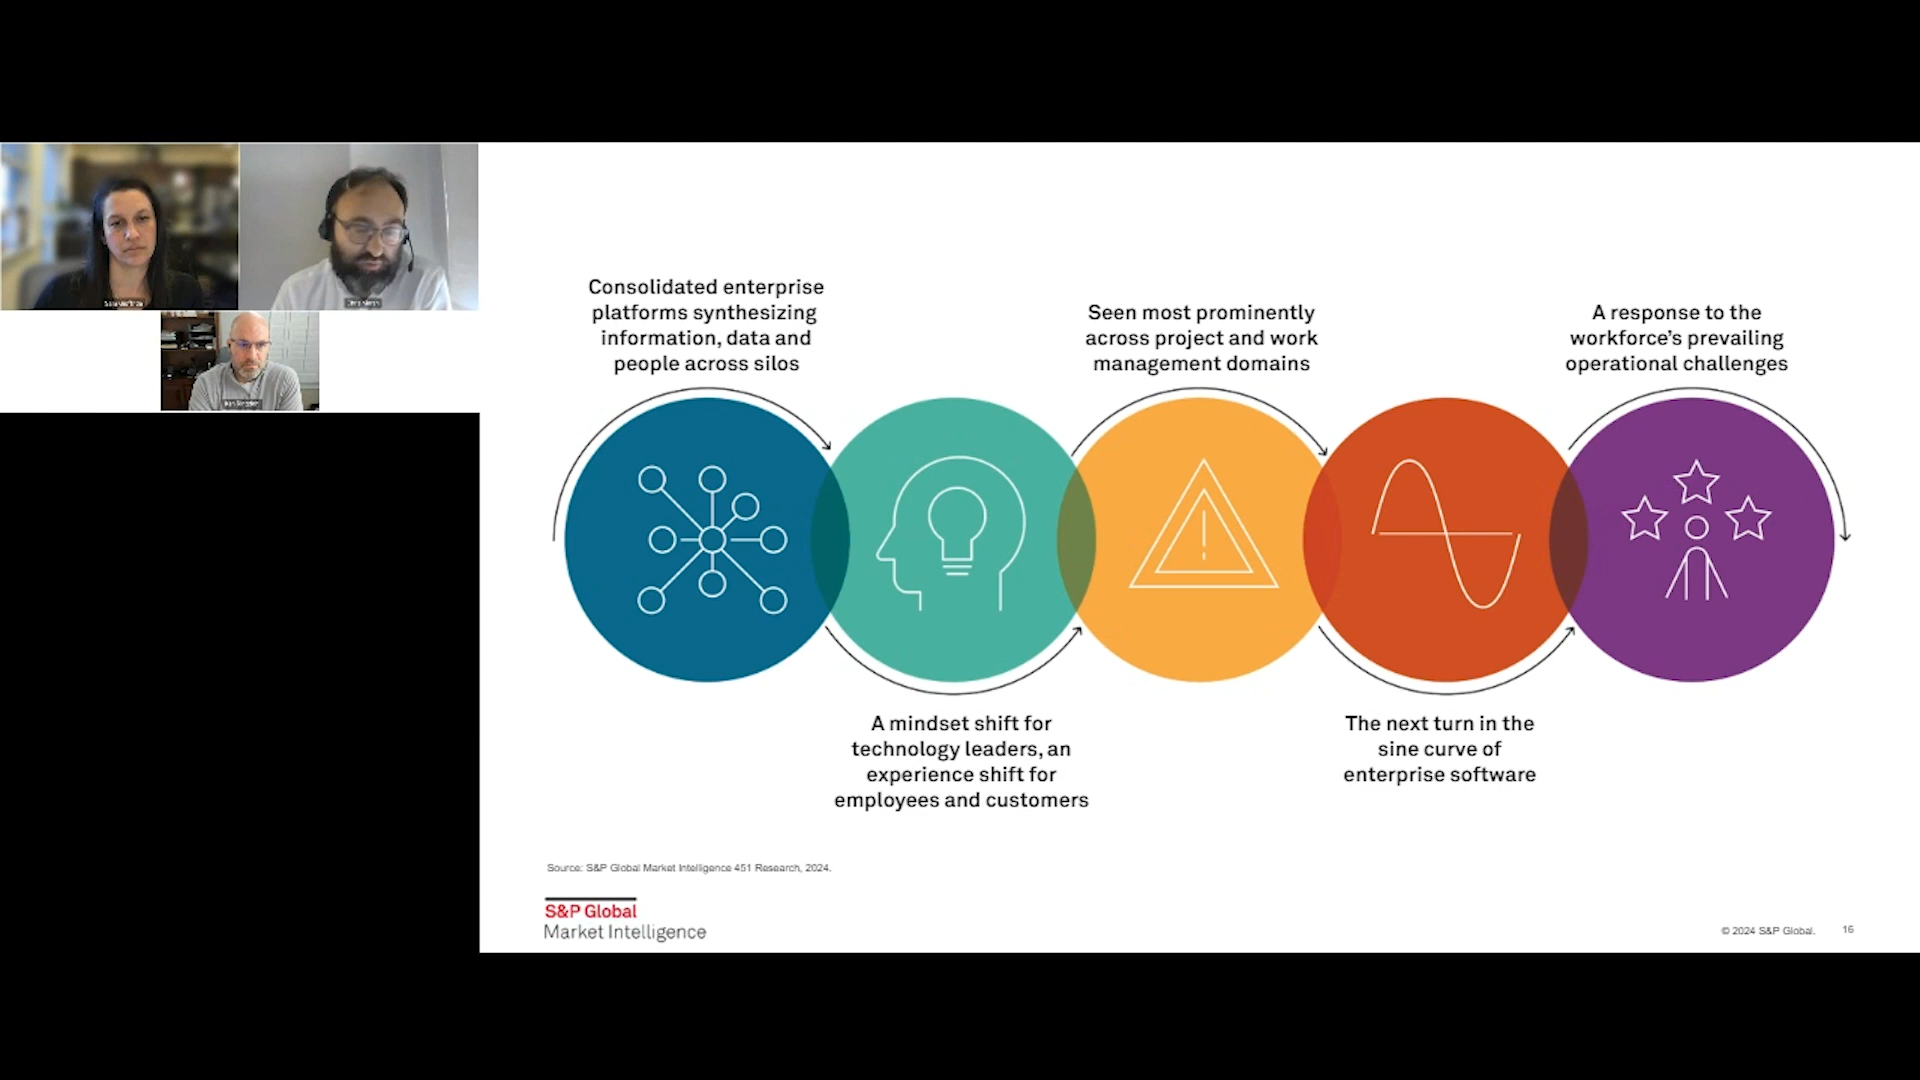 Consolidated enterprise
platforms synthesizing
information, data and
people across silos
A mindset shift for
technology leaders, an
experience shift for
employees and customers
Seen most prominently
across project and work
management domains
The next turn in the
sine curve of
enterprise software
A response to the
workforce’s prevailing
operational challenges
Source: S&P Global Market Intelligence 451 Research, 2024.
S&P Global
Market Intelligence
© 2024 S&P Global.
16